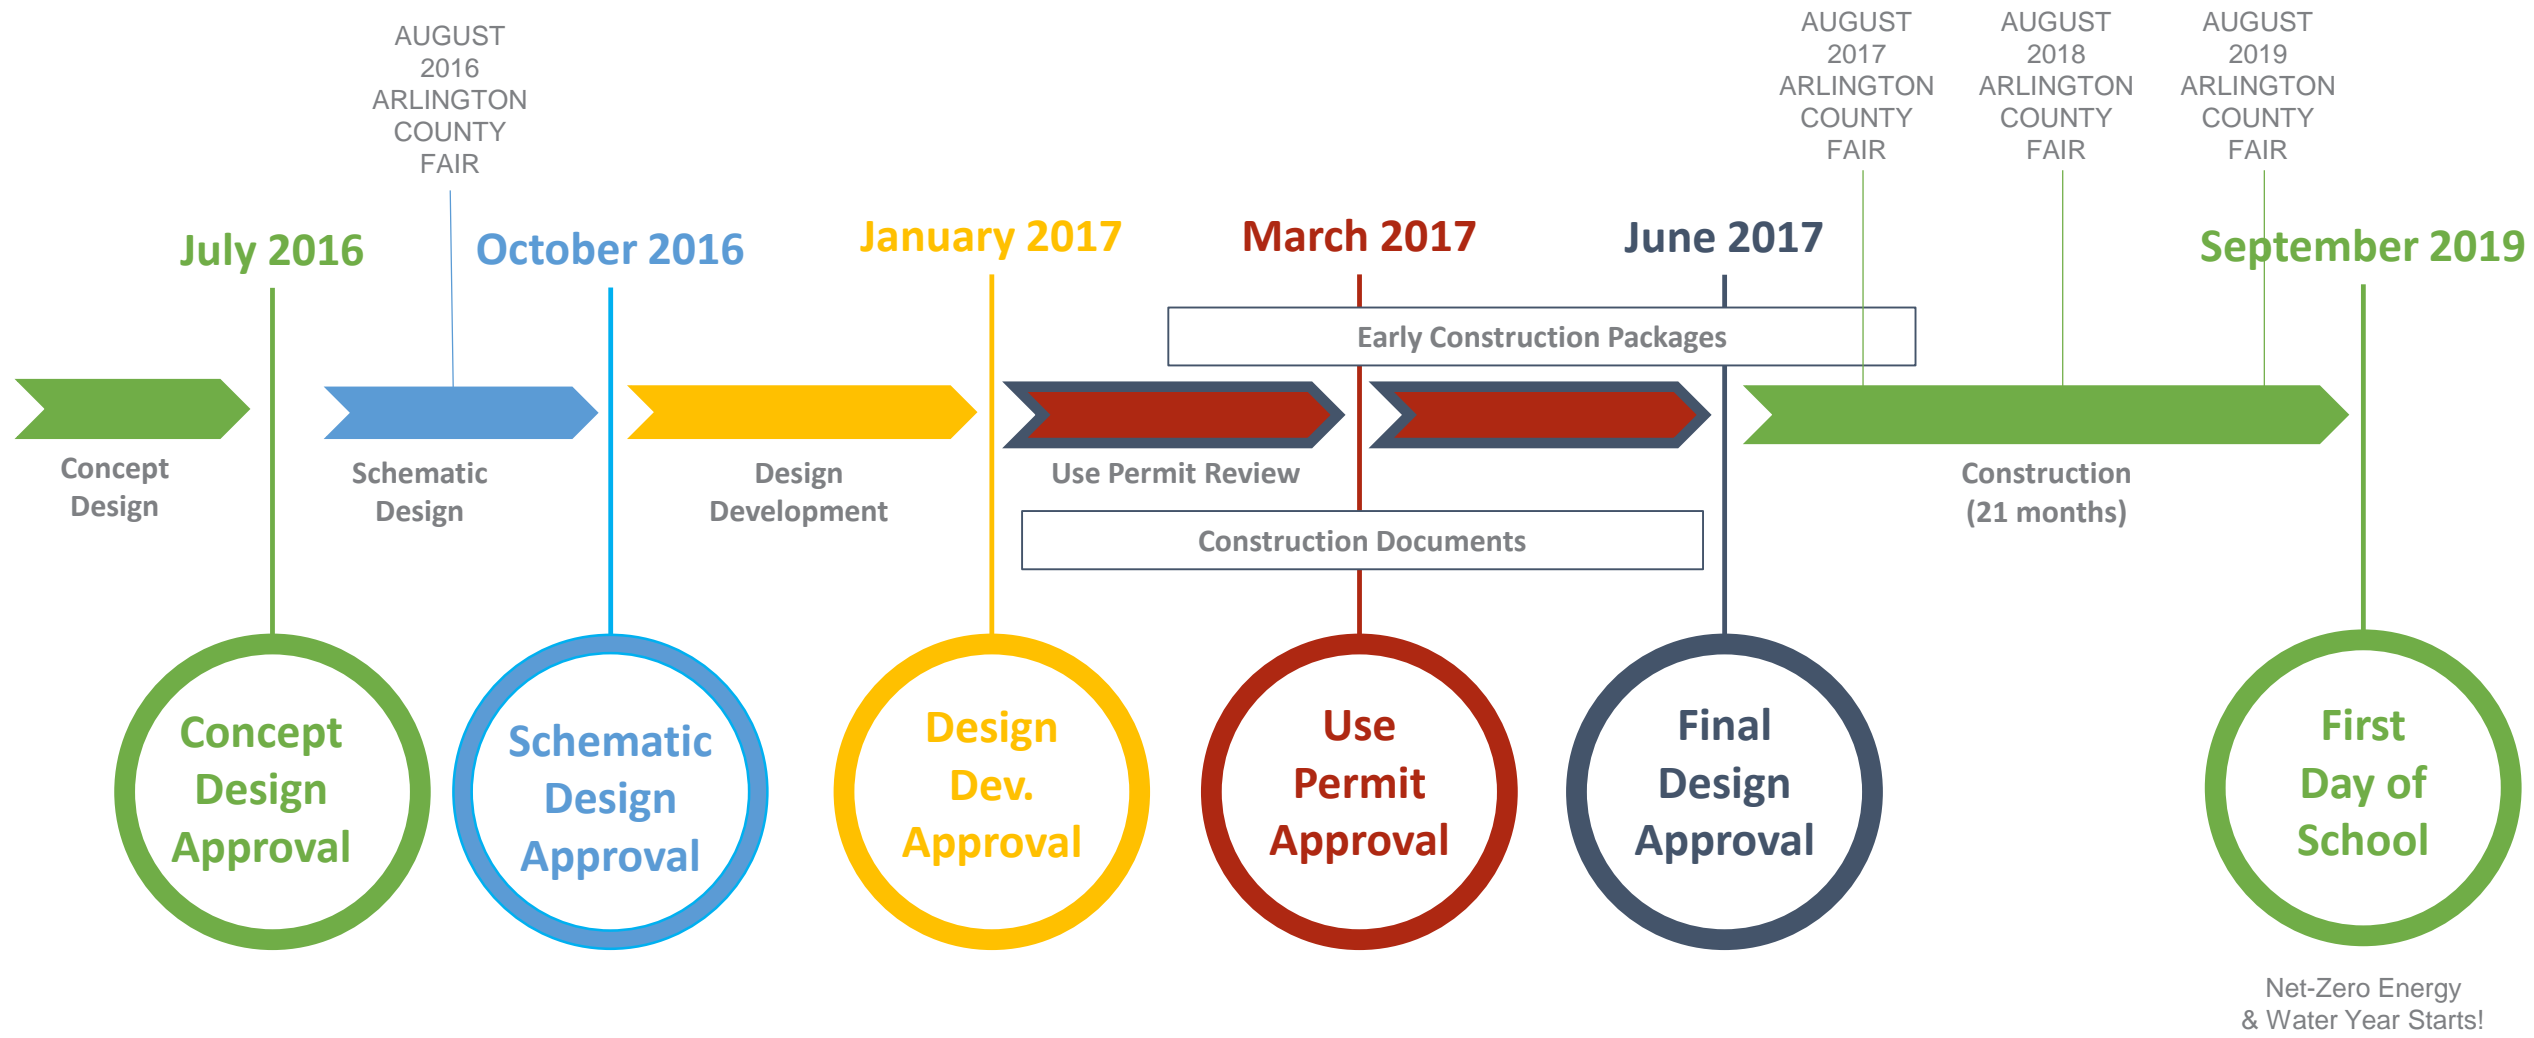 AUGUST
2016
ARLINGTON
COUNTY
FAIR
AUGUST
2017
ARLINGTON
COUNTY
FAIR
AUGUST
2018
ARLINGTON
COUNTY
FAIR
AUGUST
2019
ARLINGTON
COUNTY
FAIR
July 2016
October 2016
January 2017
March 2017
June 2017
September 2019
Early Construction Packages
Concept
Design
Schematic
Design
Design
Development
Use Permit Review
Construction
(21 months)
Construction Documents
Concept
Design
Approval
Schematic
Design
Approval
Design
Dev.
Approval
Use
Permit
Approval
Final
Design
Approval
First
Day of
School
Net-Zero Energy
& Water Year Starts!